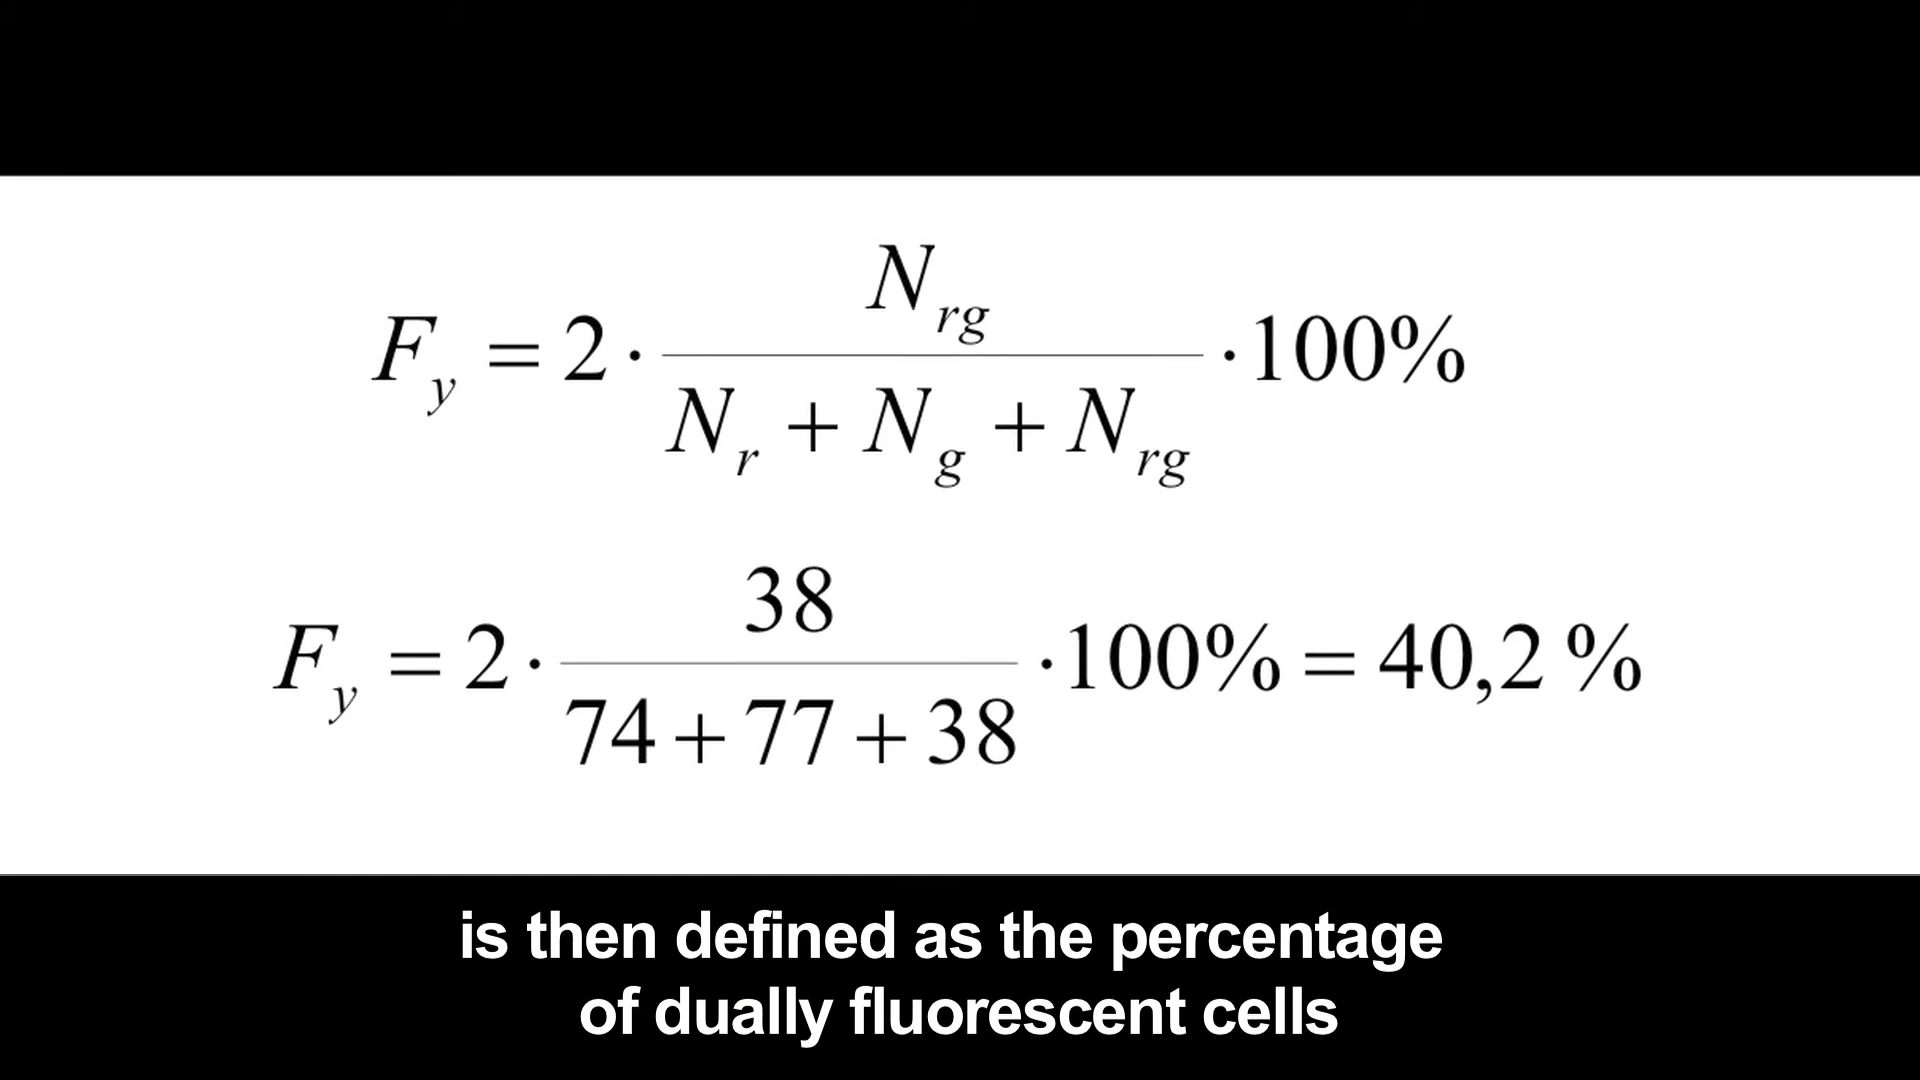 F_y = 2 · N_rg / (N_r + N_g + N_rg) · 100%
F_y = 2 · 38 / (74 + 77 + 38) · 100% = 40,2 %
is then defined as the percentage
of dually fluorescent cells